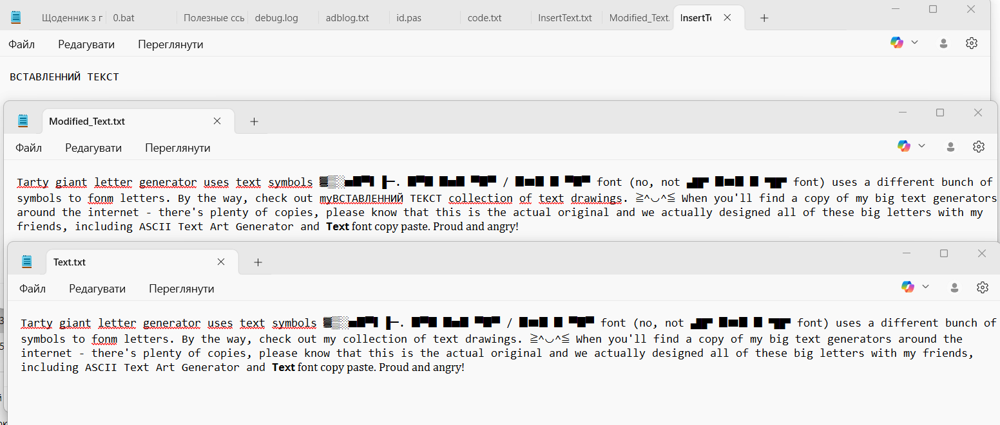 Щоденник з г 0.bat Полезные ссь debug.log adblog.txt id.pas code.txt InsertText.txt Modified_Text. InsertTe
Файл Редагувати Переглянути
ВСТАВЛЕННИЙ ТЕКСТ
Modified_Text.txt
Файл Редагувати Переглянути
Tarty giant letter generator uses text symbols ▓▒░▄█▀▌ ├─. █▀█ █▄█ ▀█▀ / █▬█ █ ▀█▀ font (no, not ▄█▀ █▬█ █ ▀█▀ font) uses a different bunch of
symbols to fonm letters. By the way, check out myВСТАВЛЕННИЙ ТЕКСТ collection of text drawings. ≧^◡^≦ When you'll find a copy of my big text generators
around the internet - there's plenty of copies, please know that this is the actual original and we actually designed all of these big letters with my
friends, including ASCII Text Art Generator and Text font copy paste. Proud and angry!
Text.txt
Файл Редагувати Переглянути
Tarty giant letter generator uses text symbols ▓▒░▄█▀▌ ├─. █▀█ █▄█ ▀█▀ / █▬█ █ ▀█▀ font (no, not ▄█▀ █▬█ █ ▀█▀ font) uses a different bunch of
symbols to fonm letters. By the way, check out my collection of text drawings. ≧^◡^≦ When you'll find a copy of my big text generators around the
internet - there's plenty of copies, please know that this is the actual original and we actually designed all of these big letters with my friends,
including ASCII Text Art Generator and Text font copy paste. Proud and angry!